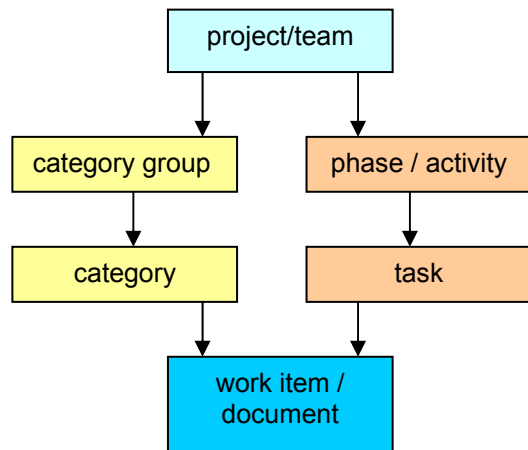 project/team
category group
phase / activity
category
task
work item /
document